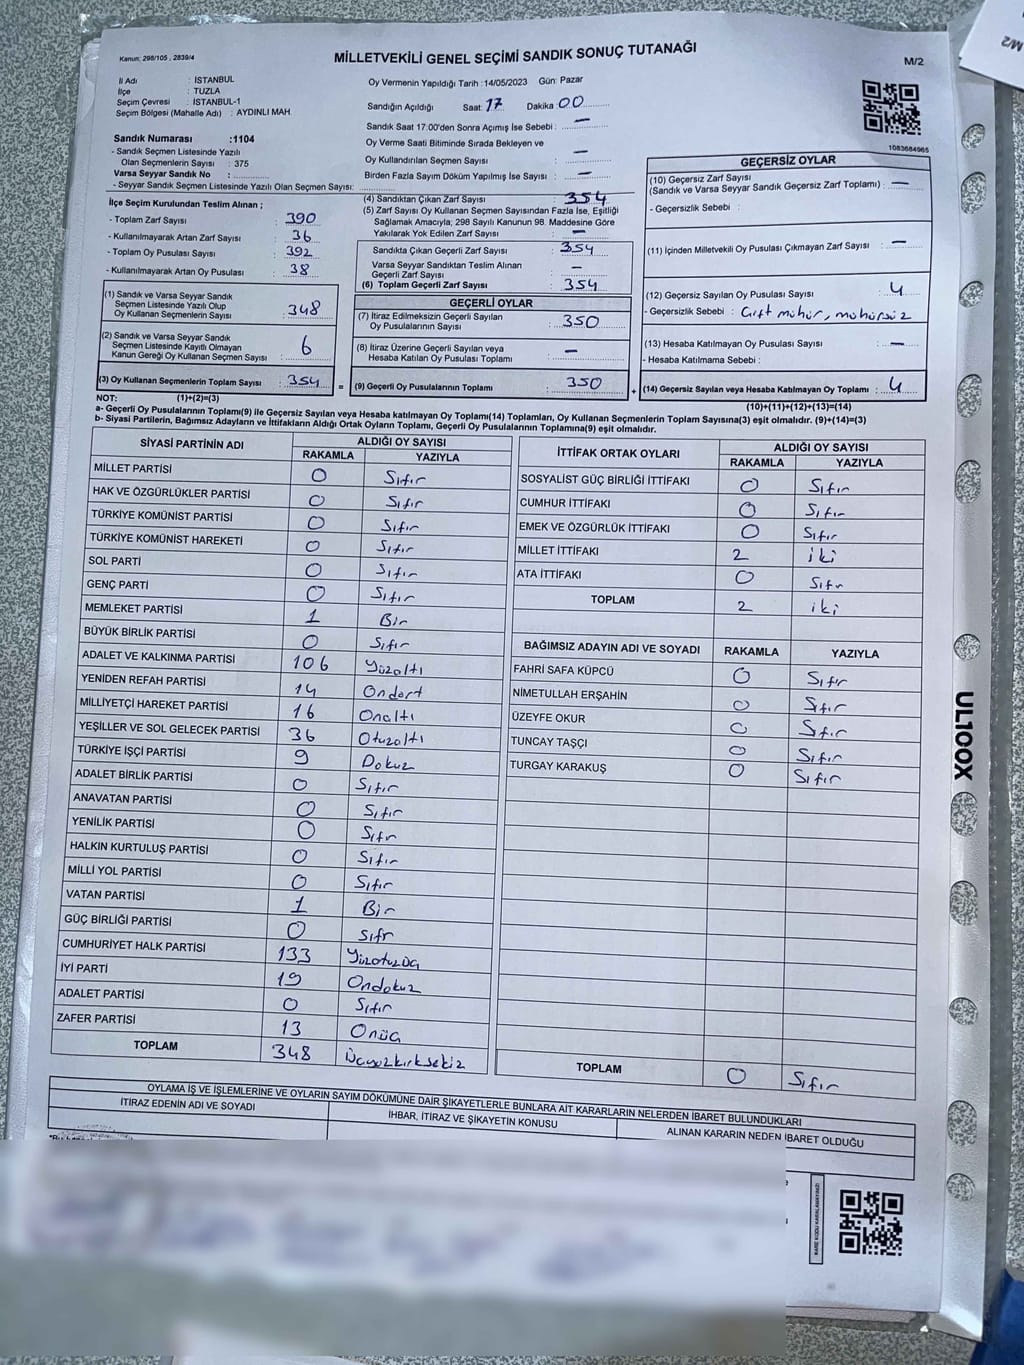 Kanun: 298/105 , 2839/4
MİLLETVEKİLİ GENEL SEÇİMİ SANDIK SONUÇ TUTANAĞI
M/2
İl Adı : İSTANBUL
İlçe : TUZLA
Seçim Çevresi : İSTANBUL-1
Seçim Bölgesi (Mahalle Adı) : AYDINLI MAH
Oy Vermenin Yapıldığı Tarih : 14/05/2023 Gün: Pazar
Sandığın Açıldığı Saat: 17 Dakika 00
Sandık Saat 17:00'den Sonra Açımış İse Sebebi : —
Oy Verme Saati Bitiminde Sırada Bekleyen ve
Oy Kullandırılan Seçmen Sayısı : —
Birden Fazla Sayım Döküm Yapılmış İse Sayısı : —
1083684965
Sandık Numarası :1104
- Sandık Seçmen Listesinde Yazılı
Olan Seçmenlerin Sayısı : 375
Varsa Seyyar Sandık No :
- Seyyar Sandık Seçmen Listesinde Yazılı Olan Seçmen Sayısı:
İlçe Seçim Kurulundan Teslim Alınan ;
- Toplam Zarf Sayısı : 390
- Kullanılmayarak Artan Zarf Sayısı : 36
- Toplam Oy Pusulası Sayısı : 392
- Kullanılmayarak Artan Oy Pusulası : 38
(1) Sandık ve Varsa Seyyar Sandık
Seçmen Listesinde Yazılı Olup
Oy Kullanan Seçmenlerin Sayısı : 348
(2) Sandık ve Varsa Seyyar Sandık
Seçmen Listesinde Kayıtlı Olmayan
Kanun Gereği Oy Kullanan Seçmen Sayısı : 6
(3) Oy Kullanan Seçmenlerin Toplam Sayısı : 354
(4) Sandıktan Çıkan Zarf Sayısı : 354
(5) Zarf Sayısı Oy Kullanan Seçmen Sayısından Fazla İse, Eşitliği
Sağlamak Amacıyla; 298 Sayılı Kanunun 98. Maddesine Göre
Yakılarak Yok Edilen Zarf Sayısı : —
Sandıkta Çıkan Geçerli Zarf Sayısı : 354
Varsa Seyyar Sandıktan Teslim Alınan
Geçerli Zarf Sayısı : —
(6) Toplam Geçerli Zarf Sayısı : 354
GEÇERLİ OYLAR
(7) İtiraz Edilmeksizin Geçerli Sayılan
Oy Pusulalarının Sayısı : 350
(8) İtiraz Üzerine Geçerli Sayılan veya
Hesaba Katılan Oy Pusulası Toplamı : —
= (9) Geçerli Oy Pusulalarının Toplamı : 350
GEÇERSİZ OYLAR
(10) Geçersiz Zarf Sayısı
(Sandık ve Varsa Seyyar Sandık Geçersiz Zarf Toplamı) : —
- Geçersizlik Sebebi :
(11) İçinden Milletvekili Oy Pusulası Çıkmayan Zarf Sayısı : —
(12) Geçersiz Sayılan Oy Pusulası Sayısı : 4
- Geçersizlik Sebebi : Çift mühür, mühürsüz
(13) Hesaba Katılmayan Oy Pusulası Sayısı : —
- Hesaba Katılmama Sebebi :
+ (14) Geçersiz Sayılan veya Hesaba Katılmayan Oy Toplamı : 4
NOT: (1)+(2)=(3)
(10)+(11)+(12)+(13)=(14)
a- Geçerli Oy Pusulalarının Toplamı(9) ile Geçersiz Sayılan veya Hesaba katılmayan Oy Toplamı(14) Toplamları, Oy Kullanan Seçmenlerin Toplam Sayısına(3) eşit olmalıdır. (9)+(14)=(3)
b- Siyasi Partilerin, Bağımsız Adayların ve İttifakların Aldığı Ortak Oyların Toplamı, Geçerli Oy Pusulalarının Toplamına(9) eşit olmalıdır.
SİYASİ PARTİNİN ADI ALDIĞI OY SAYISI
RAKAMLA YAZIYLA
MİLLET PARTİSİ 0 Sıfır
HAK VE ÖZGÜRLÜKLER PARTİSİ 0 Sıfır
TÜRKİYE KOMÜNİST PARTİSİ 0 Sıfır
TÜRKİYE KOMÜNİST HAREKETİ 0 Sıfır
SOL PARTİ 0 Sıfır
GENÇ PARTİ 0 Sıfır
MEMLEKET PARTİSİ 1 Bir
BÜYÜK BİRLİK PARTİSİ 0 Sıfır
ADALET VE KALKINMA PARTİSİ 106 Yüzaltı
YENİDEN REFAH PARTİSİ 14 Ondört
MİLLİYETÇİ HAREKET PARTİSİ 16 Onaltı
YEŞİLLER VE SOL GELECEK PARTİSİ 36 Otuzaltı
TÜRKİYE İŞÇİ PARTİSİ 9 Dokuz
ADALET BİRLİK PARTİSİ 0 Sıfır
ANAVATAN PARTİSİ 0 Sıfır
YENİLİK PARTİSİ 0 Sıfır
HALKIN KURTULUŞ PARTİSİ 0 Sıfır
MİLLİ YOL PARTİSİ 0 Sıfır
VATAN PARTİSİ 1 Bir
GÜÇ BİRLİĞİ PARTİSİ 0 Sıfr
CUMHURİYET HALK PARTİSİ 133 Yüzotuzüç
İYİ PARTİ 19 Ondokuz
ADALET PARTİSİ 0 Sıfır
ZAFER PARTİSİ 13 Onüç
TOPLAM 348 Üçyüzkırksekiz
İTTİFAK ORTAK OYLARI ALDIĞI OY SAYISI
RAKAMLA YAZIYLA
SOSYALİST GÜÇ BİRLİĞİ İTTİFAKI 0 Sıfır
CUMHUR İTTİFAKI 0 Sıfır
EMEK VE ÖZGÜRLÜK İTTİFAKI 0 Sıfır
MİLLET İTTİFAKI 2 iki
ATA İTTİFAKI 0 Sıfır
TOPLAM 2 iki
BAĞIMSIZ ADAYIN ADI VE SOYADI RAKAMLA YAZIYLA
FAHRİ SAFA KÜPCÜ 0 Sıfır
NİMETULLAH ERŞAHİN 0 Sıfır
ÜZEYFE OKUR 0 Sıfır
TUNCAY TAŞÇI 0 Sıfır
TURGAY KARAKUŞ 0 Sıfır
TOPLAM 0 Sıfır
OYLAMA İŞ VE İŞLEMLERİNE VE OYLARIN SAYIM DÖKÜMÜNE DAİR ŞİKAYETLERLE BUNLARA AİT KARARLARIN NELERDEN İBARET BULUNDUKLARI
İTİRAZ EDENİN ADI VE SOYADI İHBAR, İTİRAZ VE ŞİKAYETİN KONUSU ALINAN KARARIN NEDEN İBARET OLDUĞU
KARE KODU KARALAMAYINIZ!
UL100X
M/2